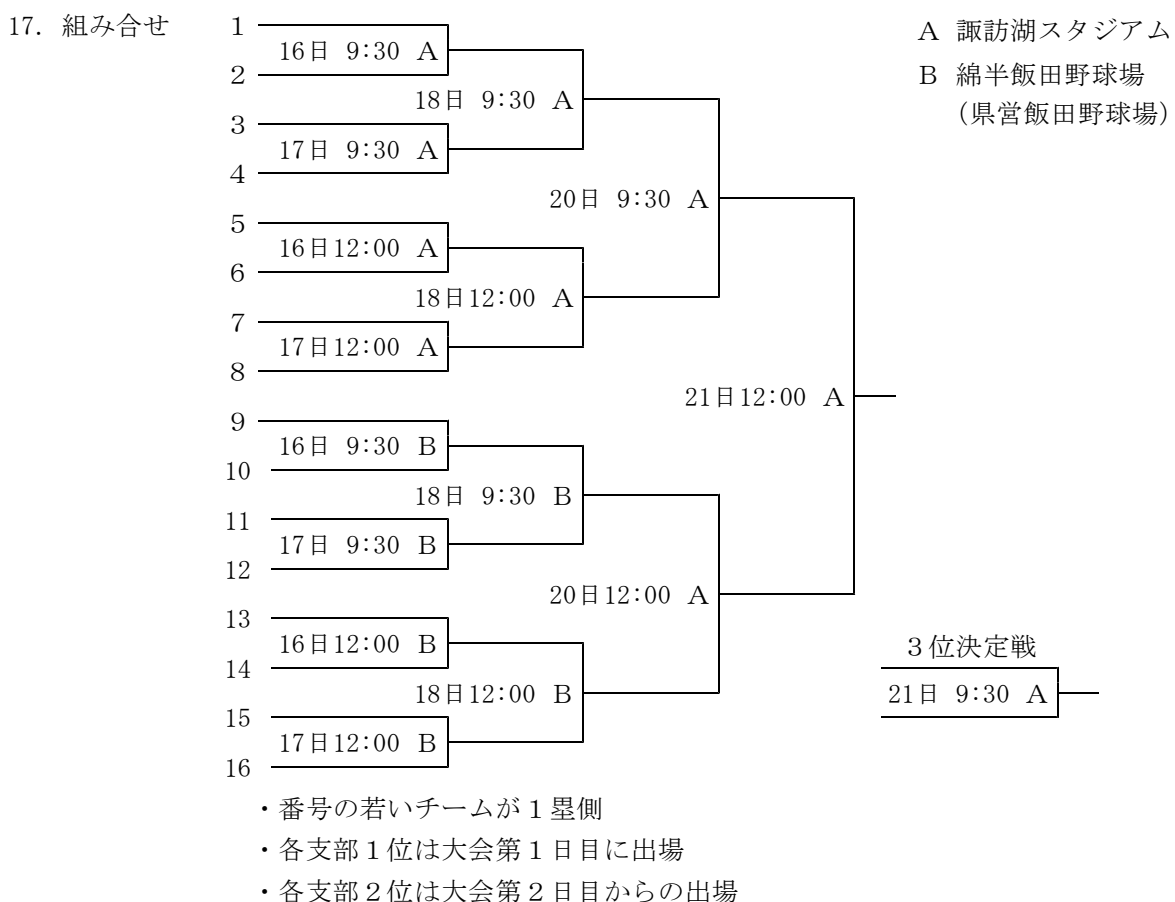 17. 組み合せ
A 諏訪湖スタジアム
B 綿半飯田野球場
（県営飯田野球場）
1
16日 9:30 A
2
18日 9:30 A
3
17日 9:30 A
4
20日 9:30 A
5
16日12:00 A
6
18日12:00 A
7
17日12:00 A
8
21日12:00 A
9
16日 9:30 B
10
18日 9:30 B
11
17日 9:30 B
12
20日12:00 A
13
16日12:00 B
14
18日12:00 B
15
17日12:00 B
16
３位決定戦
21日 9:30 A
・番号の若いチームが１塁側
・各支部１位は大会第１日目に出場
・各支部２位は大会第２日目からの出場